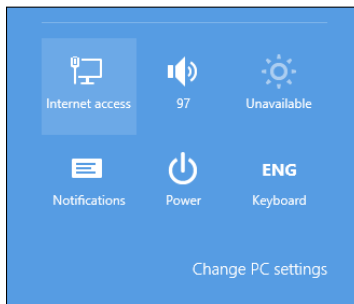 Internet access
97
Unavailable
Notifications
Power
ENG
Keyboard
Change PC settings